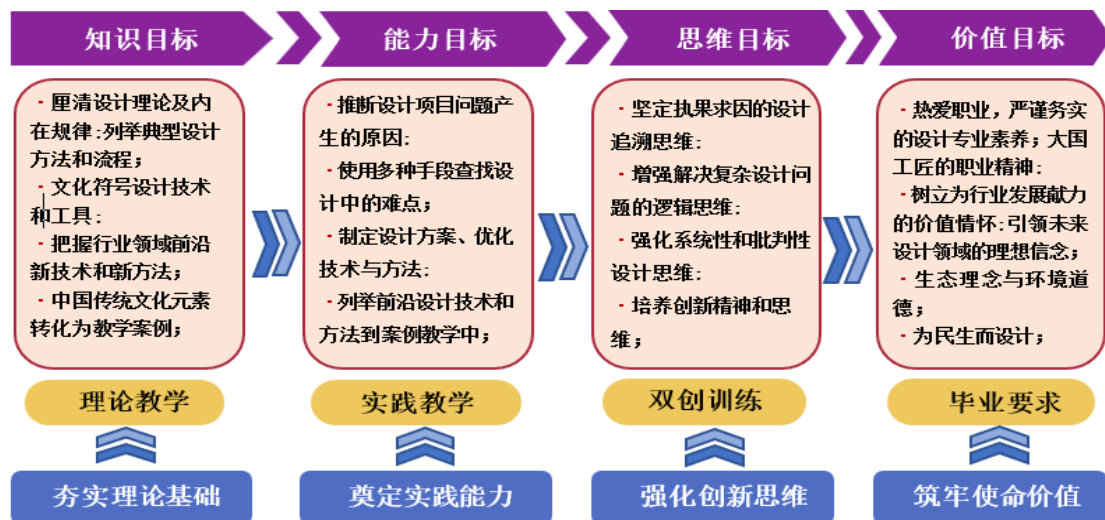 知识目标
能力目标
思维目标
价值目标
· 厘清设计理论及内
在规律:列举典型设计
方法和流程；
· 文化符号设计技术
和工具:
· 把握行业领域前沿
新技术和新方法；
· 中国传统文化元素
转化为教学案例；
·推断设计项目问题产
生的原因:
·使用多种手段查找设
计中的难点；
· 制定设计方案、优化
技术与方法:
· 列举前沿设计技术和
方法到案例教学中；
· 坚定执果求因的设计
追溯思维:
· 增强解决复杂设计问
题的逻辑思维:
· 强化系统性和批判性
设计思维:
· 培养创新精神和思
维；
· 热爱职业，严谨务实
的设计专业素养；大国
工匠的职业精神:
· 树立为行业发展献力
的价值情怀:引领未来
设计领域的理想信念；
· 生态理念与环境道
德；
· 为民生而设计；
理论教学
实践教学
双创训练
毕业要求
夯实理论基础
奠定实践能力
强化创新思维
筑牢使命价值